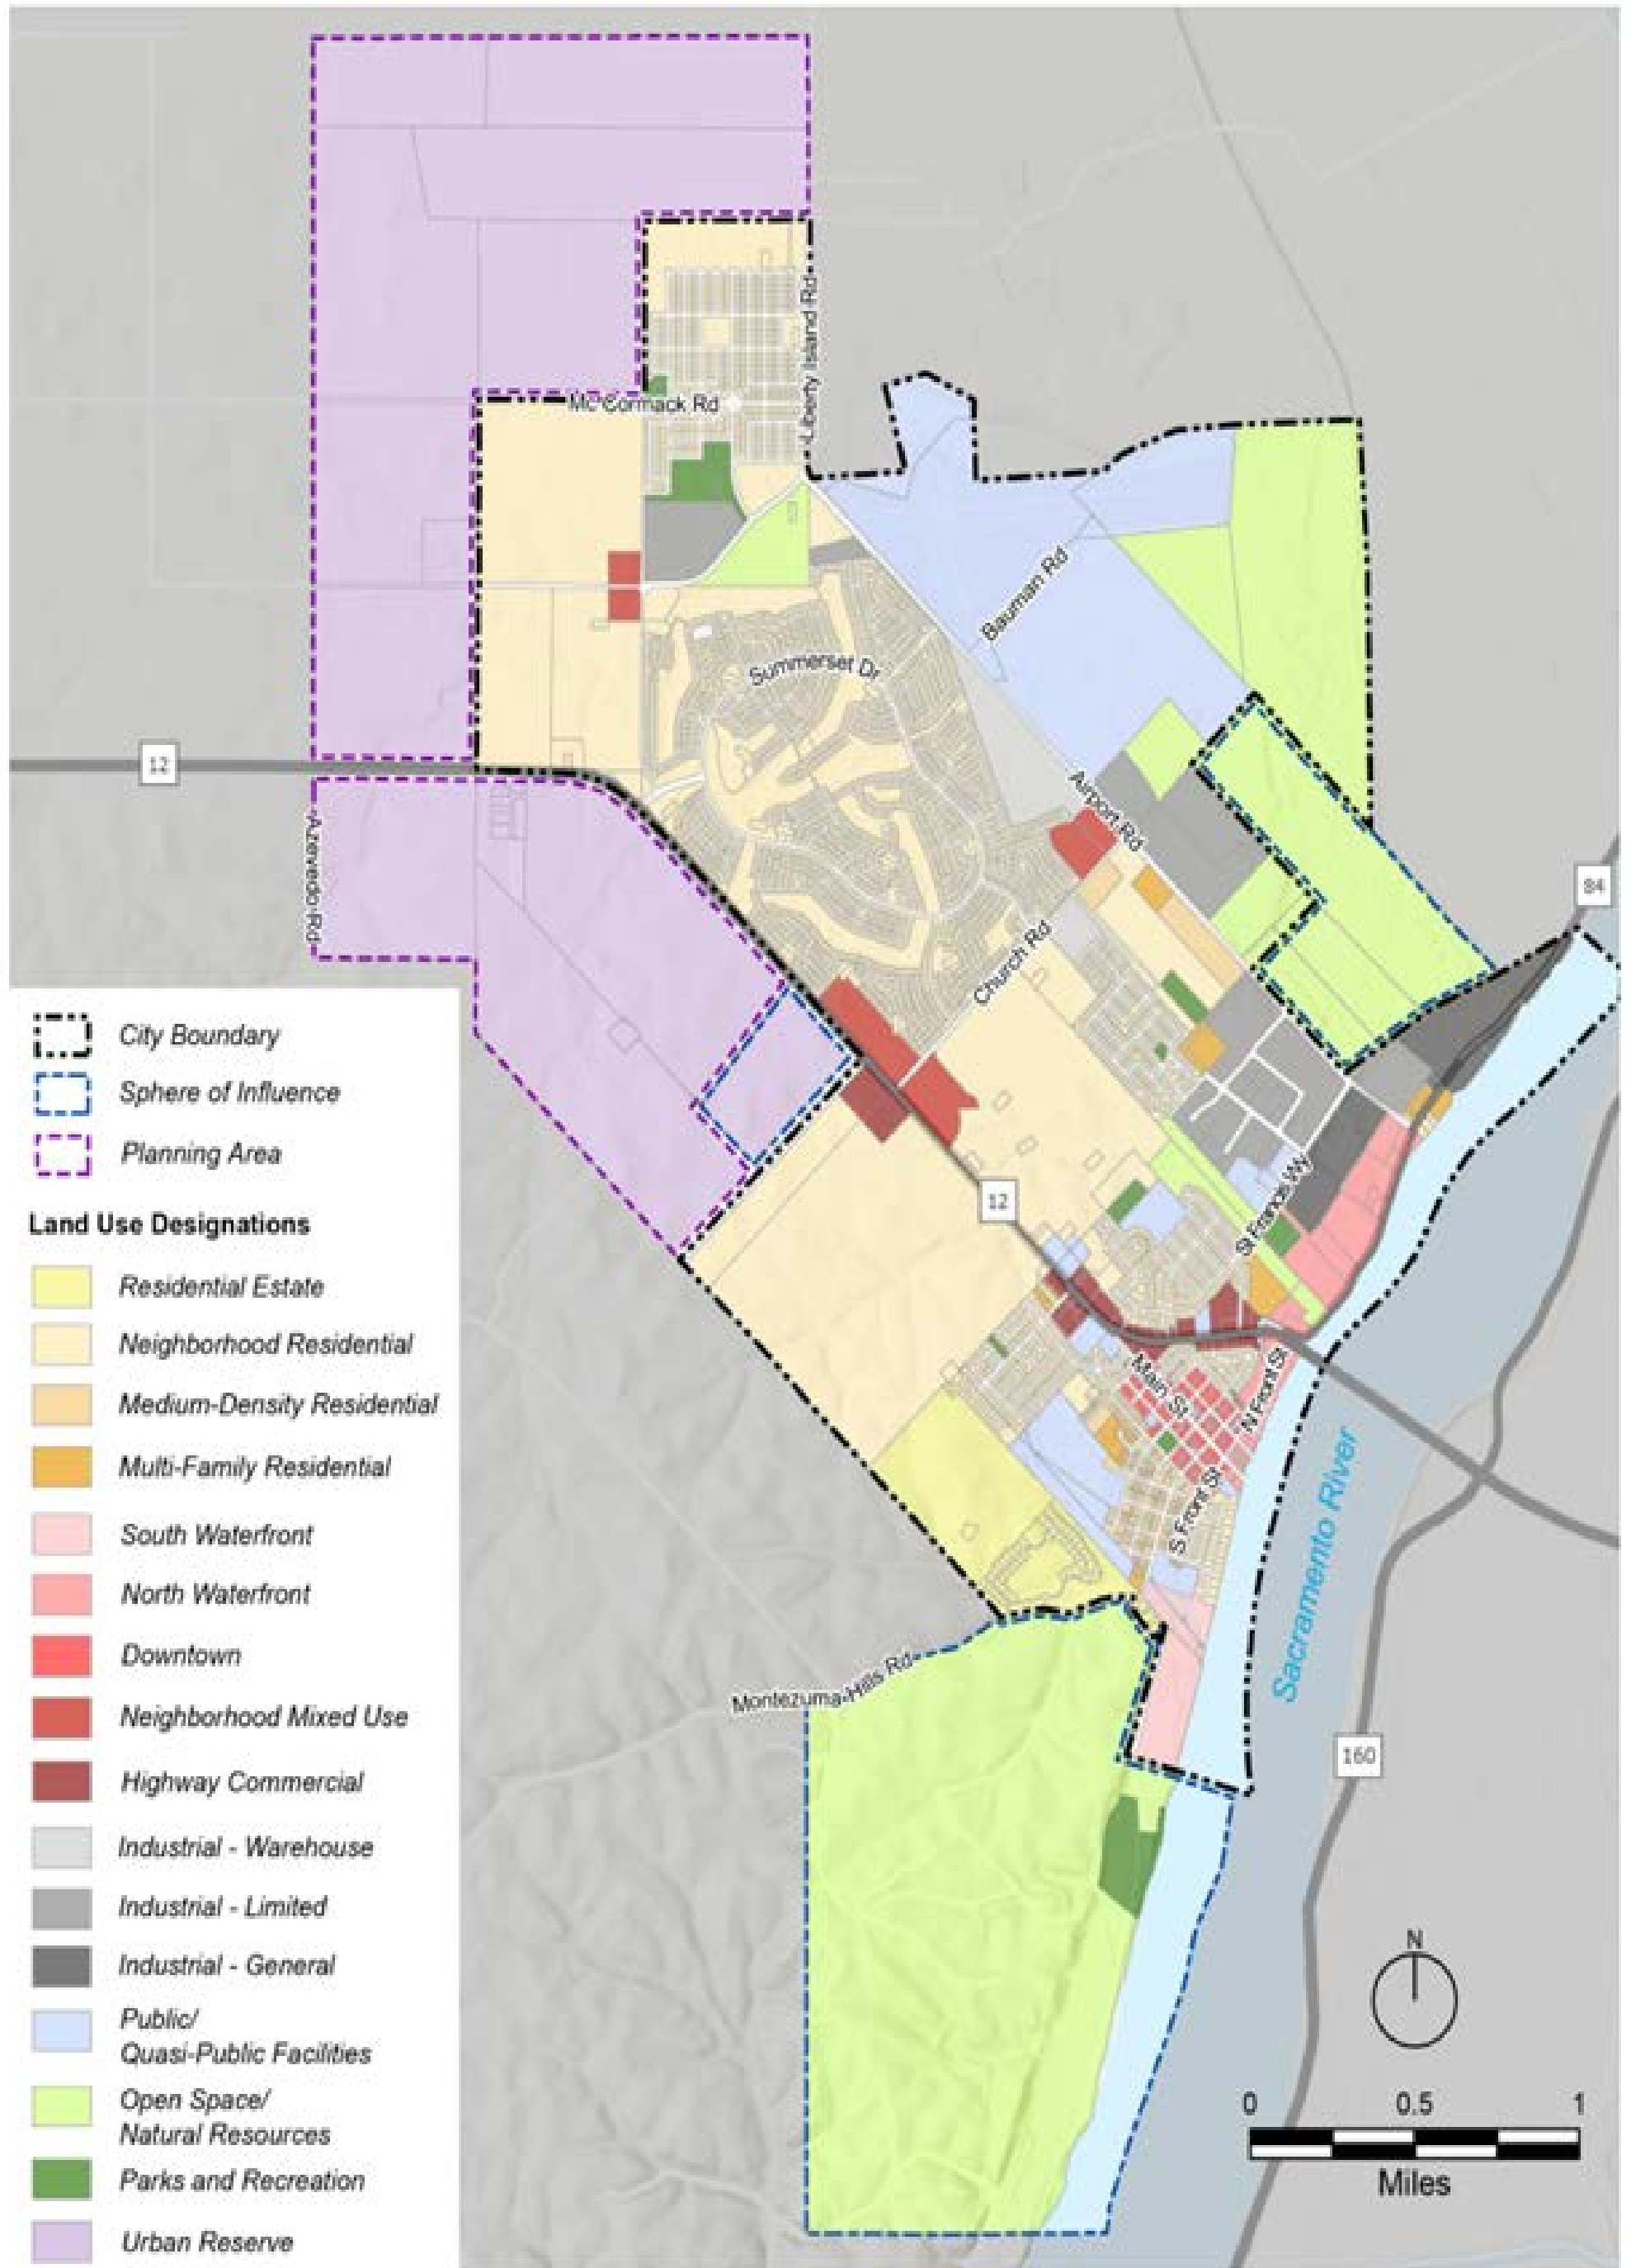 Mc Cormack Rd
Liberty Island Rd
Bauman Rd
Summerset Dr
12
Airport Rd
Azevedo Rd
84
Church Rd
12
St Francis Wy
Main St
N Front St
S Front St
Sacramento River
Montezuma Hills Rd
160
City Boundary
Sphere of Influence
Planning Area
Land Use Designations
Residential Estate
Neighborhood Residential
Medium-Density Residential
Multi-Family Residential
South Waterfront
North Waterfront
Downtown
Neighborhood Mixed Use
Highway Commercial
Industrial - Warehouse
Industrial - Limited
Industrial - General
Public/
Quasi-Public Facilities
Open Space/
Natural Resources
Parks and Recreation
Urban Reserve
N
0 0.5 1
Miles